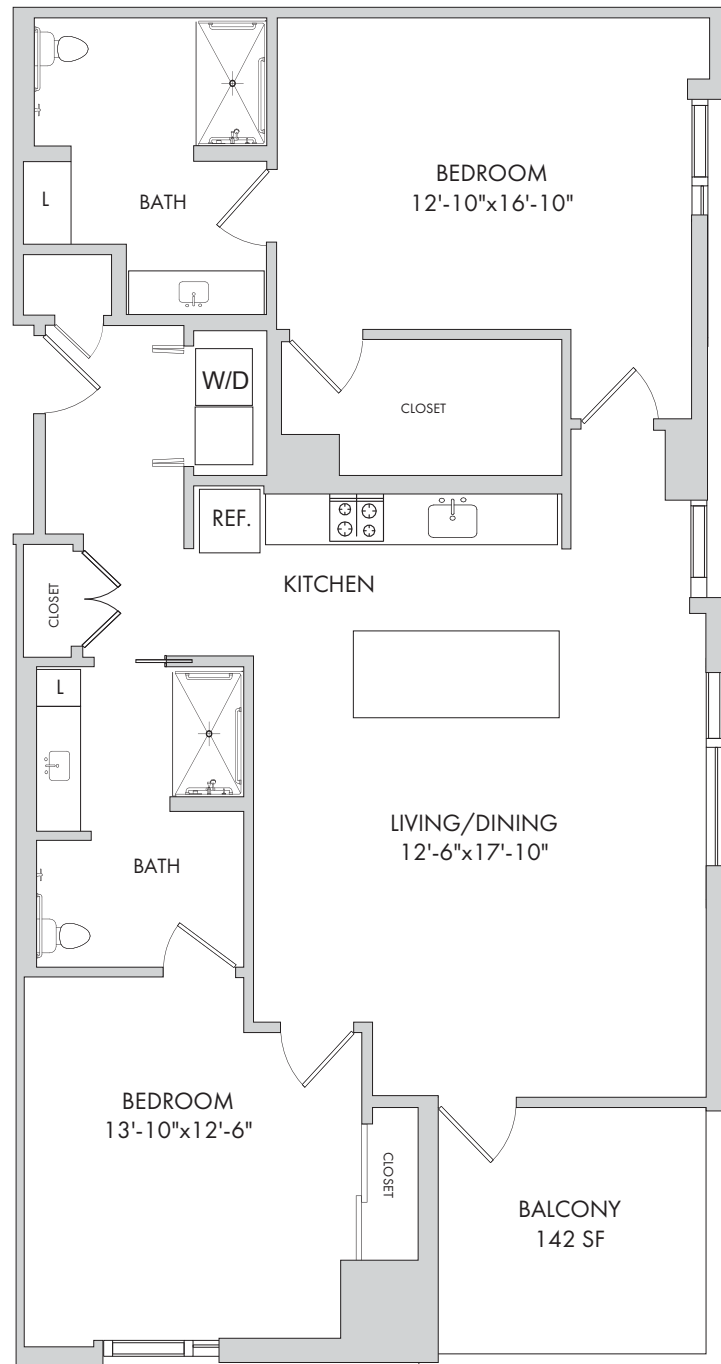 BEDROOM
12'-10"x16'-10"
L
BATH
W/D
CLOSET
REF.
KITCHEN
CLOSET
L
LIVING/DINING
12'-6"x17'-10"
BATH
BEDROOM
13'-10"x12'-6"
CLOSET
BALCONY
142 SF